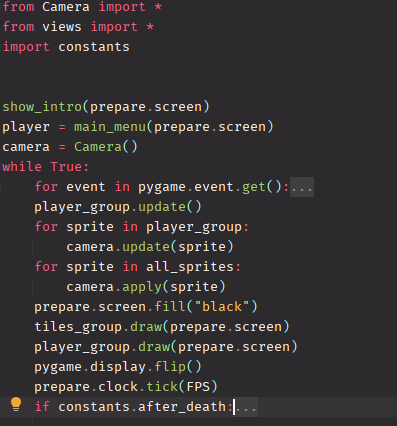 from Camera import *
from views import *
import constants
show_intro(prepare.screen)
player = main_menu(prepare.screen)
camera = Camera()
while True:
    for event in pygame.event.get():...
    player_group.update()
    for sprite in player_group:
        camera.update(sprite)
    for sprite in all_sprites:
        camera.apply(sprite)
    prepare.screen.fill("black")
    tiles_group.draw(prepare.screen)
    player_group.draw(prepare.screen)
    pygame.display.flip()
    prepare.clock.tick(FPS)
    if constants.after_death:...